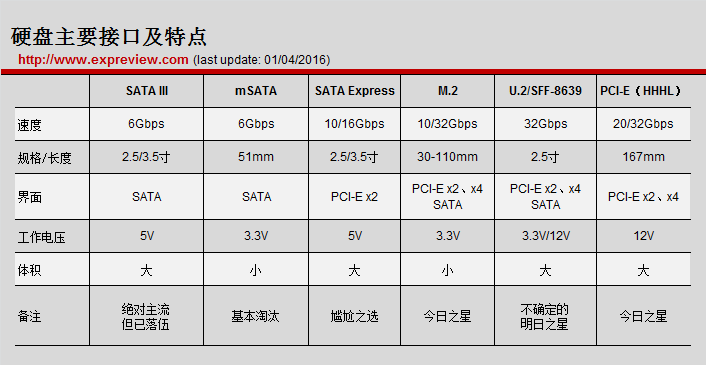 硬盘主要接口及特点
http://www.expreview.com (last update: 01/04/2016)
SATA III mSATA SATA Express M.2 U.2/SFF-8639 PCI-E（HHHL）
速度 6Gbps 6Gbps 10/16Gbps 10/32Gbps 32Gbps 20/32Gbps
规格/长度 2.5/3.5寸 51mm 2.5/3.5寸 30-110mm 2.5寸 167mm
界面 SATA SATA PCI-E x2 PCI-E x2、x4 SATA PCI-E x2、x4 SATA PCI-E x2、x4
工作电压 5V 3.3V 5V 3.3V 3.3V/12V 12V
体积 大 小 大 小 大 大
备注 绝对主流 但已落伍 基本淘汰 尴尬之选 今日之星 不确定的 明日之星 今日之星